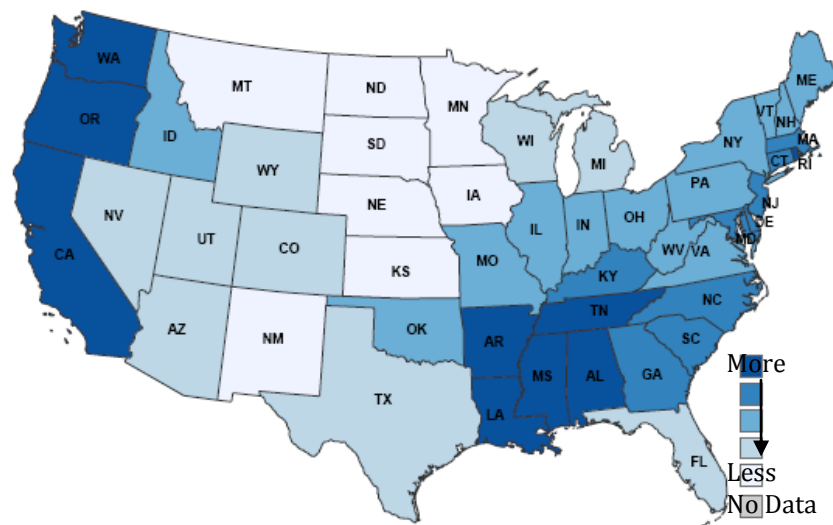 WA
MT
ND
MN
ME
OR
ID
SD
WI
VT
NH
NY
MA
CT
RI
WY
MI
IA
PA
NJ
NE
NV
UT
CO
IL
IN
OH
DE
MD
WV
VA
CA
KS
MO
KY
NC
AZ
NM
OK
AR
TN
SC
MS
AL
GA
TX
LA
FL
More
Less
No Data